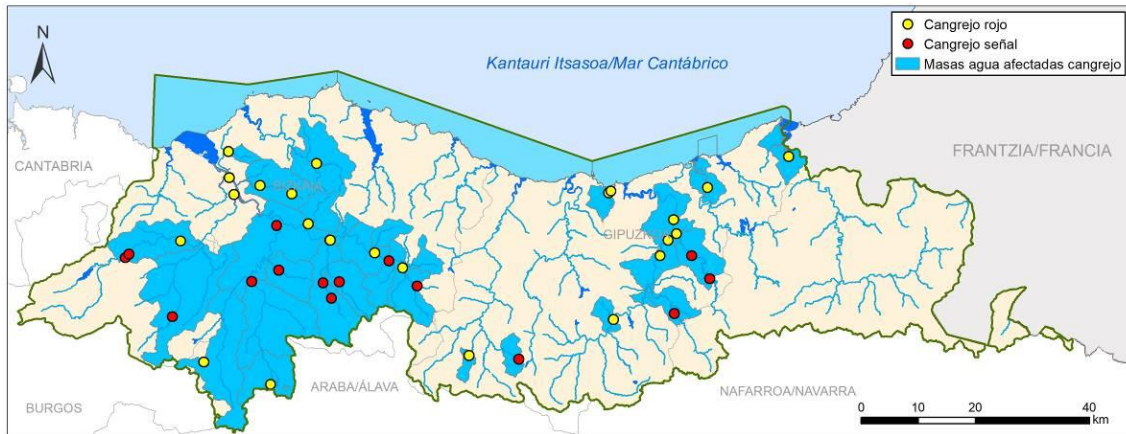 N
Cangrejo rojo
Cangrejo señal
Masas agua afectadas cangrejo
Kantauri Itsasoa/Mar Cantábrico
CANTABRIA
FRANTZIA/FRANCIA
BIZKAIA
GIPUZKOA
ARABA/ÁLAVA
NAFARROA/NAVARRA
BURGOS
0 10 20 40
km